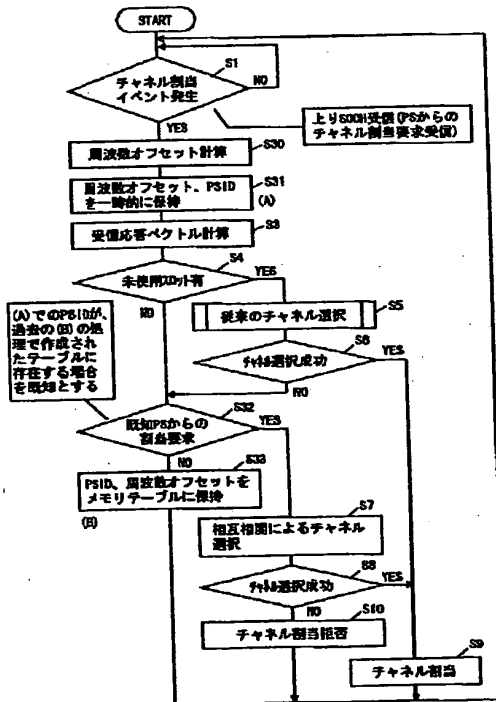 START
S1
チャネル割当
イベント発生
NO
YES
上りSCCH受信(PSからの
チャネル割当要求受信)
S30
周波数オフセット計算
S31
周波数オフセット、PSID
を一時的に保持
(A)
S3
受信応答ベクトル計算
S4
未使用スロット有
YES
NO
S5
従来のチャネル選択
(A)でのPSIDが、
過去の(B)の処
理で作成され
たテーブルに
存在する場合
を既知とする
S6
チャネル選択成功
YES
NO
S32
既知PSからの
割当要求
YES
NO
S33
PSID、周波数オフセットを
メモリテーブルに保持
(B)
S7
相互相関によるチャネル
選択
S8
チャネル選択成功
YES
NO
S10
チャネル割当拒否
S9
チャネル割当